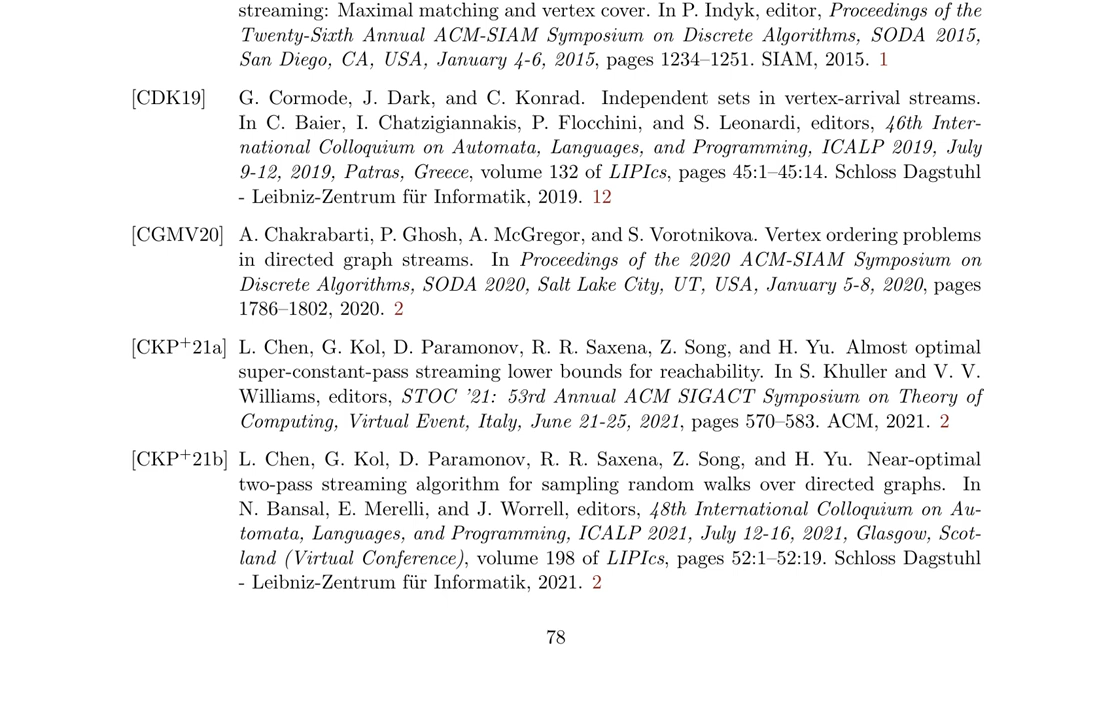 streaming: Maximal matching and vertex cover. In P. Indyk, editor, Proceedings of the
Twenty-Sixth Annual ACM-SIAM Symposium on Discrete Algorithms, SODA 2015,
San Diego, CA, USA, January 4-6, 2015, pages 1234–1251. SIAM, 2015. 1
[CDK19] G. Cormode, J. Dark, and C. Konrad. Independent sets in vertex-arrival streams.
In C. Baier, I. Chatzigiannakis, P. Flocchini, and S. Leonardi, editors, 46th Inter-
national Colloquium on Automata, Languages, and Programming, ICALP 2019, July
9-12, 2019, Patras, Greece, volume 132 of LIPIcs, pages 45:1–45:14. Schloss Dagstuhl
- Leibniz-Zentrum für Informatik, 2019. 12
[CGMV20] A. Chakrabarti, P. Ghosh, A. McGregor, and S. Vorotnikova. Vertex ordering problems
in directed graph streams. In Proceedings of the 2020 ACM-SIAM Symposium on
Discrete Algorithms, SODA 2020, Salt Lake City, UT, USA, January 5-8, 2020, pages
1786–1802, 2020. 2
[CKP+21a] L. Chen, G. Kol, D. Paramonov, R. R. Saxena, Z. Song, and H. Yu. Almost optimal
super-constant-pass streaming lower bounds for reachability. In S. Khuller and V. V.
Williams, editors, STOC '21: 53rd Annual ACM SIGACT Symposium on Theory of
Computing, Virtual Event, Italy, June 21-25, 2021, pages 570–583. ACM, 2021. 2
[CKP+21b] L. Chen, G. Kol, D. Paramonov, R. R. Saxena, Z. Song, and H. Yu. Near-optimal
two-pass streaming algorithm for sampling random walks over directed graphs. In
N. Bansal, E. Merelli, and J. Worrell, editors, 48th International Colloquium on Au-
tomata, Languages, and Programming, ICALP 2021, July 12-16, 2021, Glasgow, Scot-
land (Virtual Conference), volume 198 of LIPIcs, pages 52:1–52:19. Schloss Dagstuhl
- Leibniz-Zentrum für Informatik, 2021. 2
78